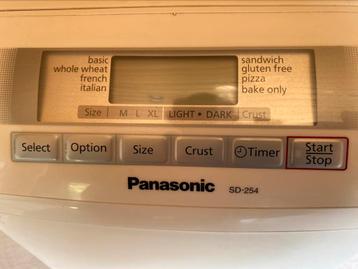 basic
whole wheat
french
italian
sandwich
gluten free
pizza
bake only
Size M L XL LIGHT • DARK Crust
Select Option Size Crust Timer Start
Stop
Panasonic SD-254